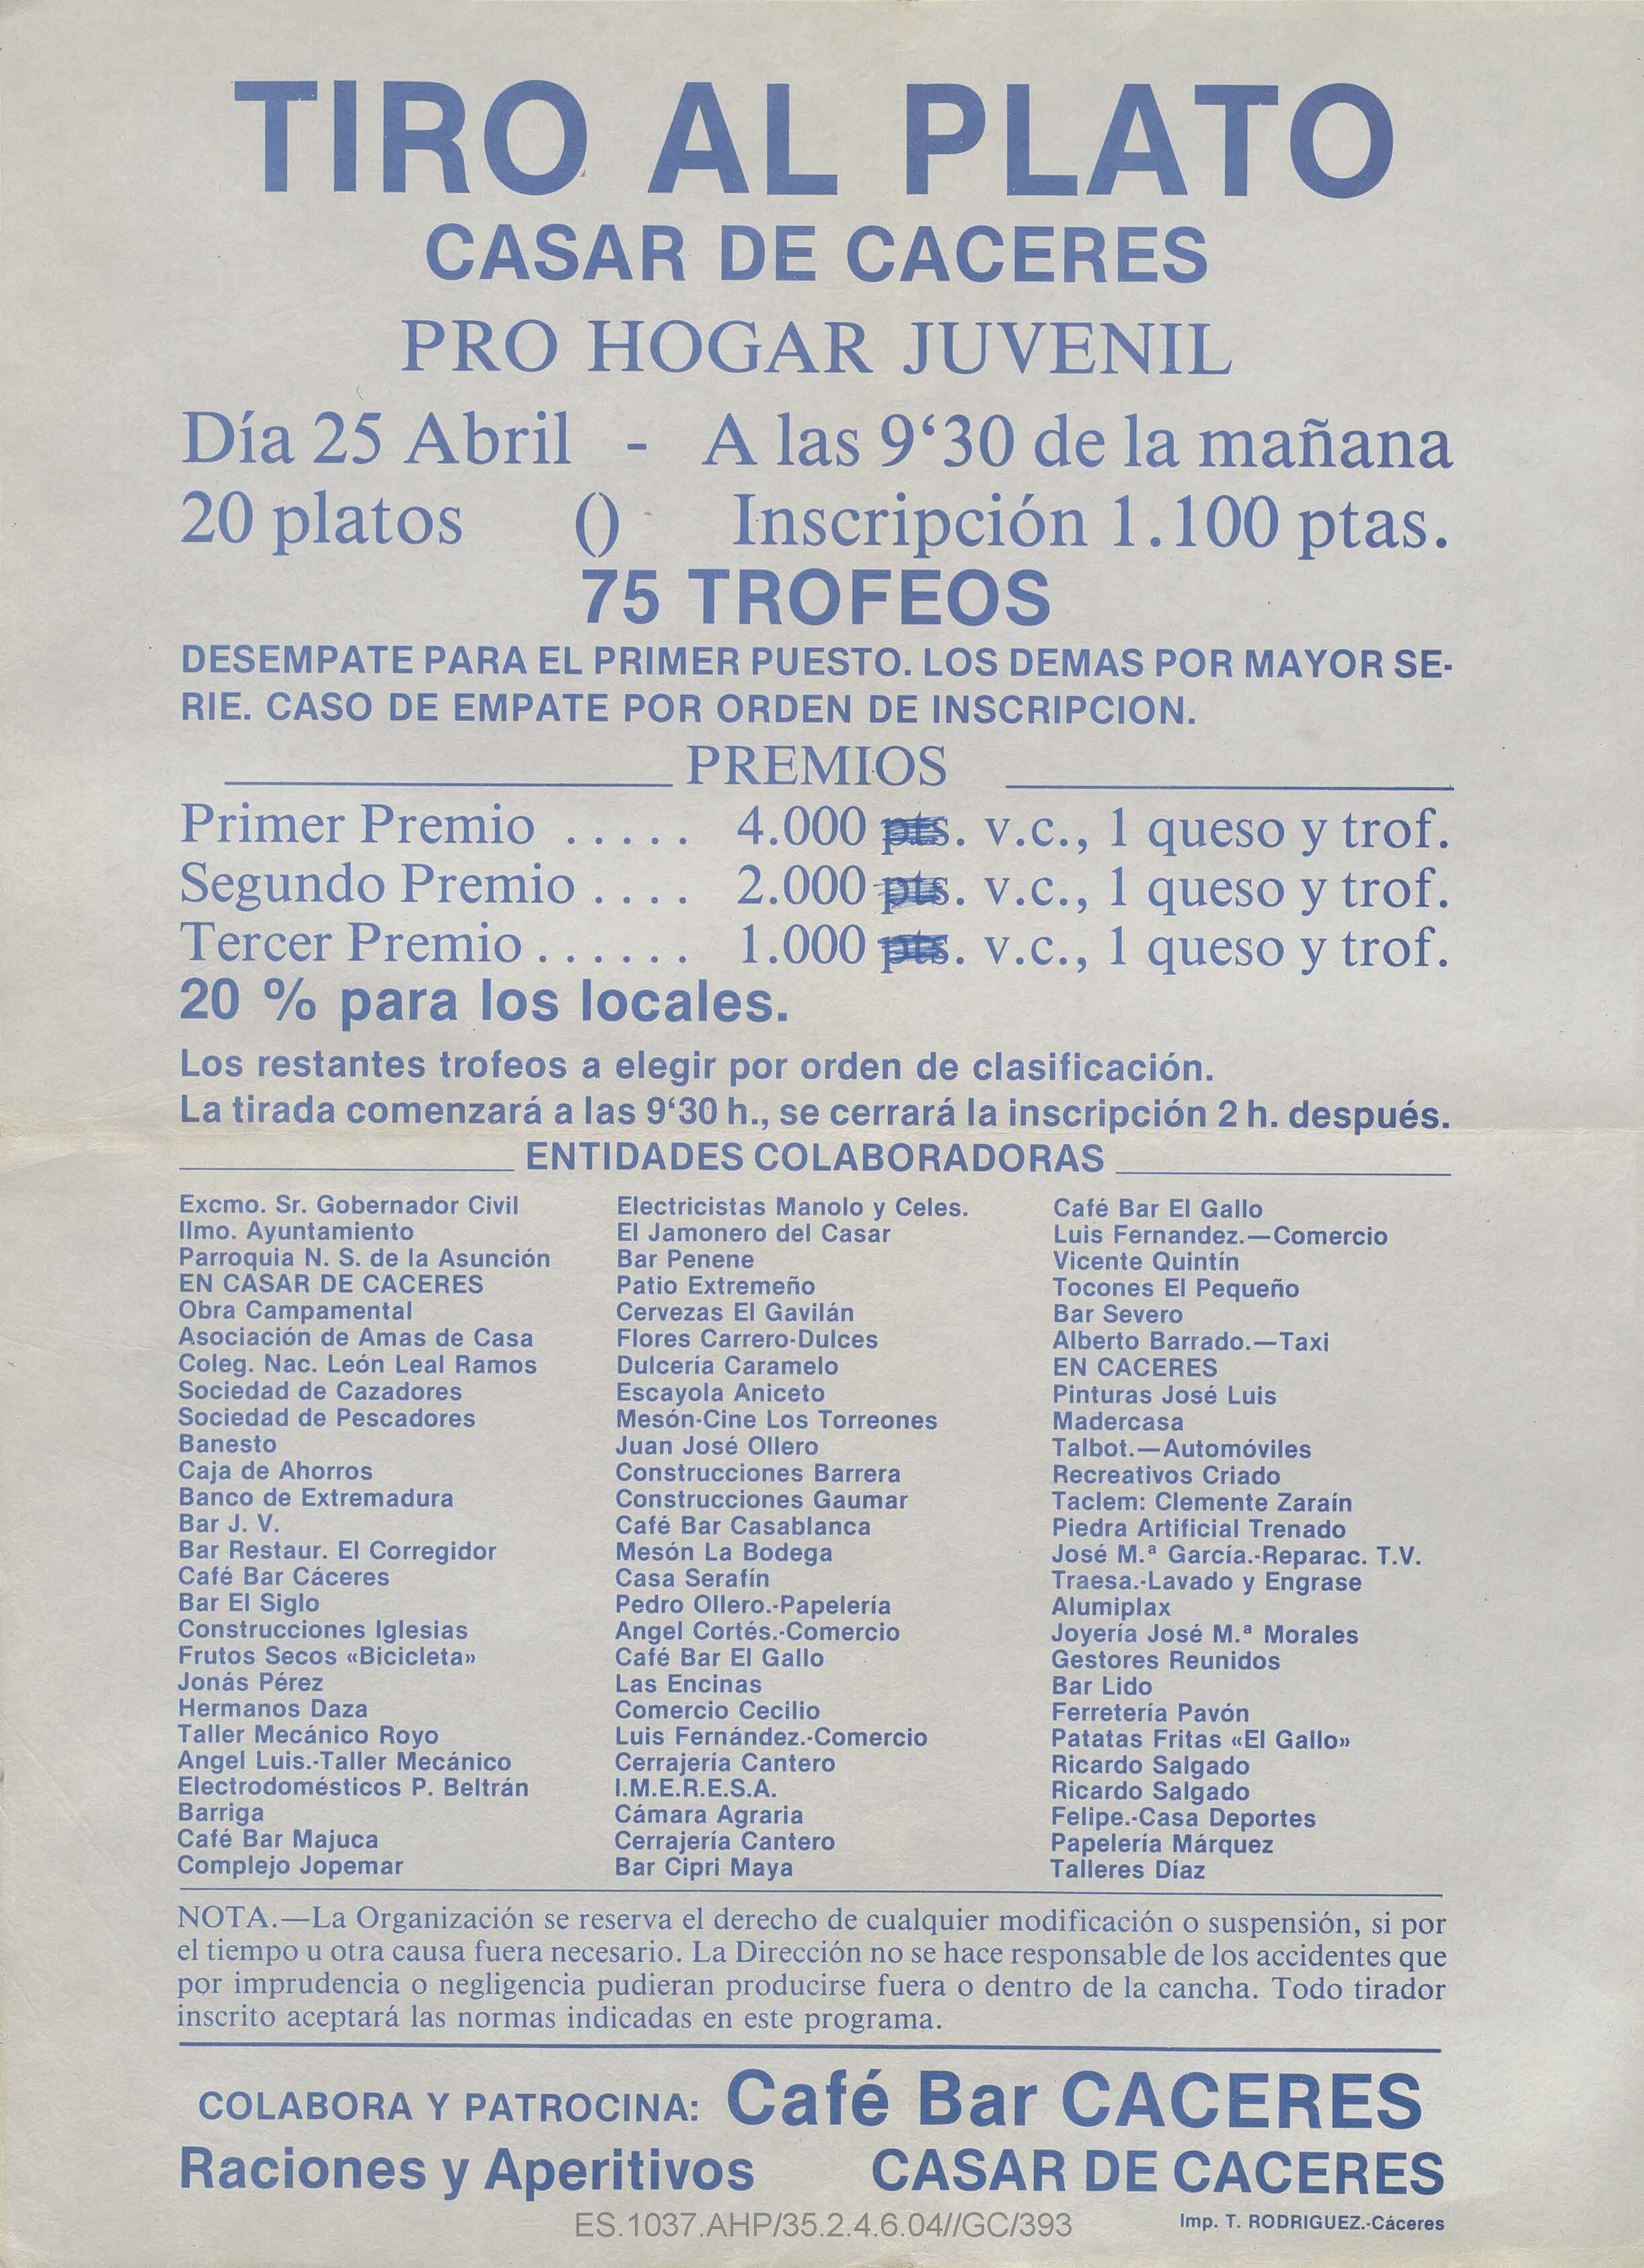 TIRO AL PLATO
CASAR DE CACERES
PRO HOGAR JUVENIL
Día 25 Abril - A las 9‘30 de la mañana
20 platos () Inscripción 1.100 ptas.
75 TROFEOS
DESEMPATE PARA EL PRIMER PUESTO. LOS DEMAS POR MAYOR SE-
RIE. CASO DE EMPATE POR ORDEN DE INSCRIPCION.
PREMIOS
Primer Premio ..... 4.000 pts. v.c., 1 queso y trof.
Segundo Premio .... 2.000 pts. v.c., 1 queso y trof.
Tercer Premio ...... 1.000 pts. v.c., 1 queso y trof.
20 % para los locales.
Los restantes trofeos a elegir por orden de clasificación.
La tirada comenzará a las 9‘30 h., se cerrará la inscripción 2 h. después.
ENTIDADES COLABORADORAS
Excmo. Sr. Gobernador Civil
Ilmo. Ayuntamiento
Parroquia N. S. de la Asunción
EN CASAR DE CACERES
Obra Campamental
Asociación de Amas de Casa
Coleg. Nac. León Leal Ramos
Sociedad de Cazadores
Sociedad de Pescadores
Banesto
Caja de Ahorros
Banco de Extremadura
Bar J. V.
Bar Restaur. El Corregidor
Café Bar Cáceres
Bar El Siglo
Construcciones Iglesias
Frutos Secos «Bicicleta»
Jonás Pérez
Hermanos Daza
Taller Mecánico Royo
Angel Luis.-Taller Mecánico
Electrodomésticos P. Beltrán
Barriga
Café Bar Majuca
Complejo Jopemar
Electricistas Manolo y Celes.
El Jamonero del Casar
Bar Penene
Patio Extremeño
Cervezas El Gavilán
Flores Carrero-Dulces
Dulcería Caramelo
Escayola Aniceto
Mesón-Cine Los Torreones
Juan José Ollero
Construcciones Barrera
Construcciones Gaumar
Café Bar Casablanca
Mesón La Bodega
Casa Serafín
Pedro Ollero.-Papelería
Angel Cortés.-Comercio
Café Bar El Gallo
Las Encinas
Comercio Cecilio
Luis Fernández.-Comercio
Cerrajería Cantero
I.M.E.R.E.S.A.
Cámara Agraria
Cerrajería Cantero
Bar Cipri Maya
Café Bar El Gallo
Luis Fernandez.—Comercio
Vicente Quintín
Tocones El Pequeño
Bar Severo
Alberto Barrado.—Taxi
EN CACERES
Pinturas José Luis
Madercasa
Talbot.—Automóviles
Recreativos Criado
Taclem: Clemente Zaraín
Piedra Artificial Trenado
José M.ª García.-Reparac. T.V.
Traesa.-Lavado y Engrase
Alumiplax
Joyería José M.ª Morales
Gestores Reunidos
Bar Lido
Ferretería Pavón
Patatas Fritas «El Gallo»
Ricardo Salgado
Ricardo Salgado
Felipe.-Casa Deportes
Papelería Márquez
Talleres Díaz
NOTA.—La Organización se reserva el derecho de cualquier modificación o suspensión, si por
el tiempo u otra causa fuera necesario. La Dirección no se hace responsable de los accidentes que
por imprudencia o negligencia pudieran producirse fuera o dentro de la cancha. Todo tirador
inscrito aceptará las normas indicadas en este programa.
COLABORA Y PATROCINA: Café Bar CACERES
Raciones y Aperitivos CASAR DE CACERES
ES.1037.AHP/35.2.4.6.04//GC/393
Imp. T. RODRIGUEZ.-Cáceres